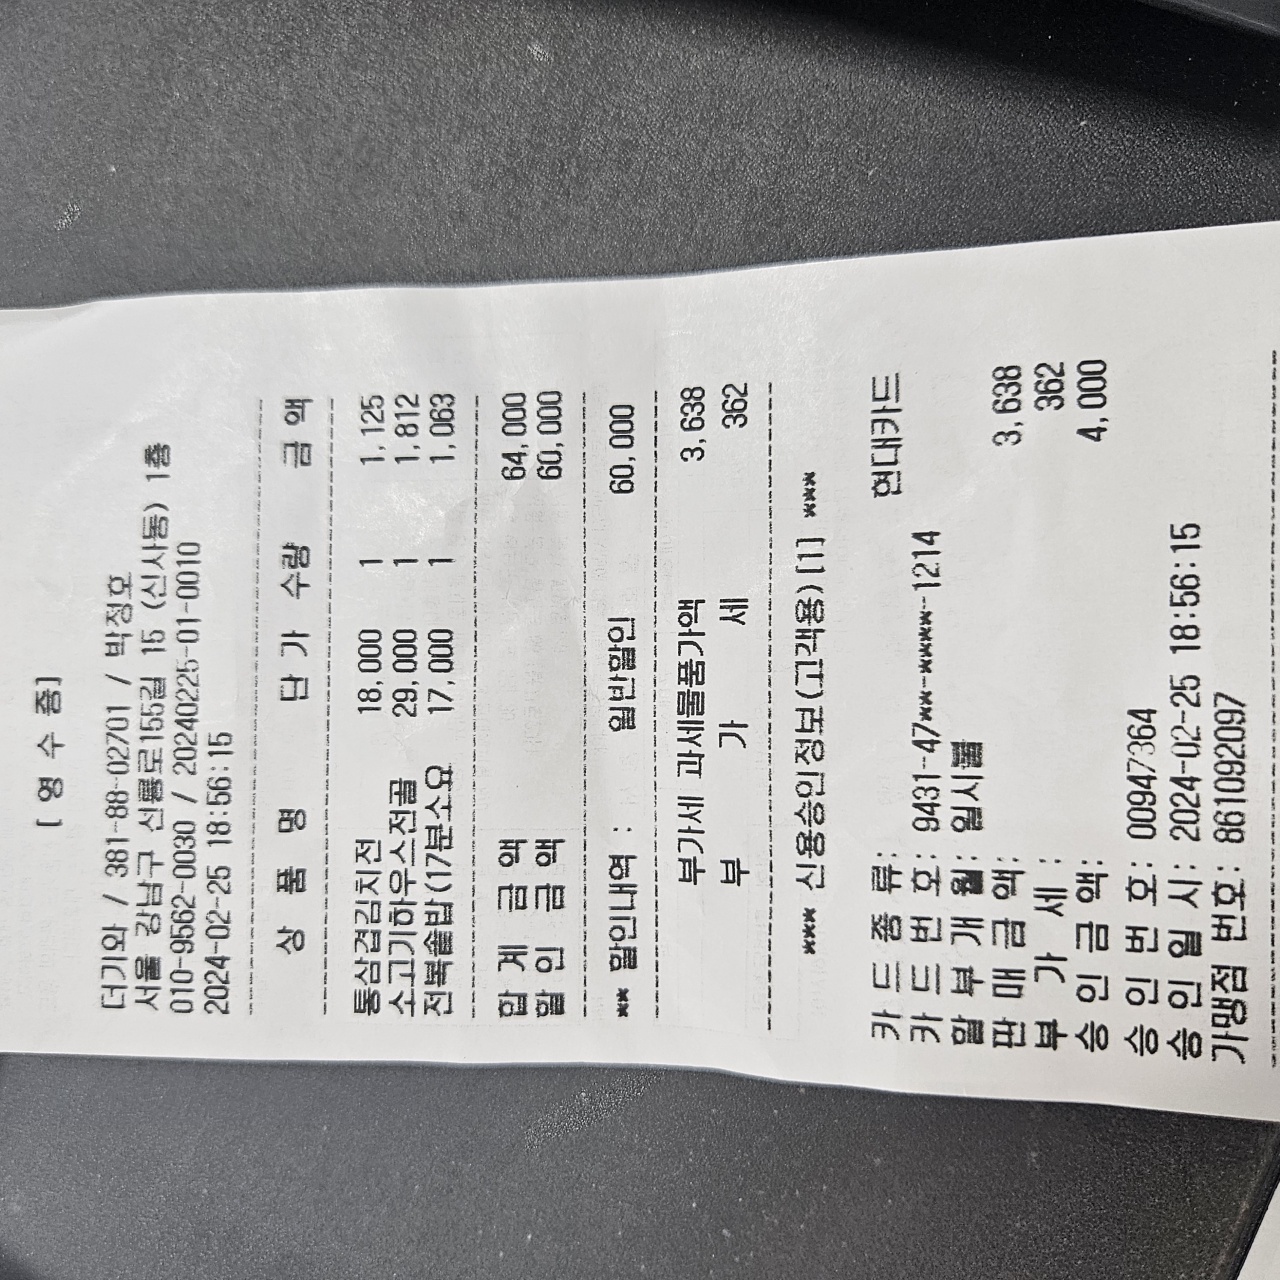 [ 영 수 증]
더기와 / 381-88-02701 / 박정호
서울 강남구 신룡로155길 15 (신사동) 1층
010-9562-0030 / 20240225-01-0010
2024-02-25 18:56:15
상 품 명 단 가 수량 금 액
통삼겹김치전 18,000 1 1,125
소고기하우스전골 29,000 1 1,812
전복솥밥(17분소요 17,000 1 1,063
합 계 금 액 64,000
할 인 금 액 60,000
** 할인내역 : 일반할인 60,000
부가세 과세물품가액 3,638
부 가 세 362
*** 신용승인정보(고객용) [1] ***
카 드 종 류: 현대카드
카 드 번 호: 9431-47**-****-1214
할 부 개 월: 일시불
판 매 금 액: 3,638
부 가 세: 362
승 인 금 액: 4,000
승 인 번 호: 00947364
승 인 일 시: 2024-02-25 18:56:15
가맹점 번호: 861092097